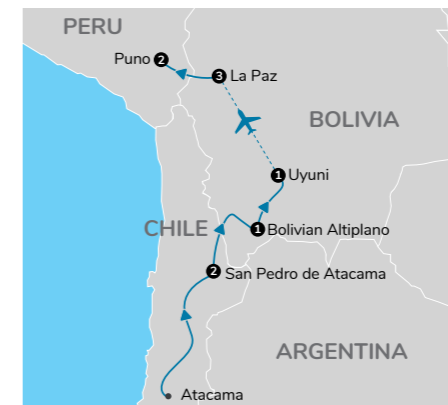 PERU
Puno 2
3 La Paz
BOLIVIA
1 Uyuni
CHILE
1 Bolivian Altiplano
2 San Pedro de Atacama
ARGENTINA
Atacama